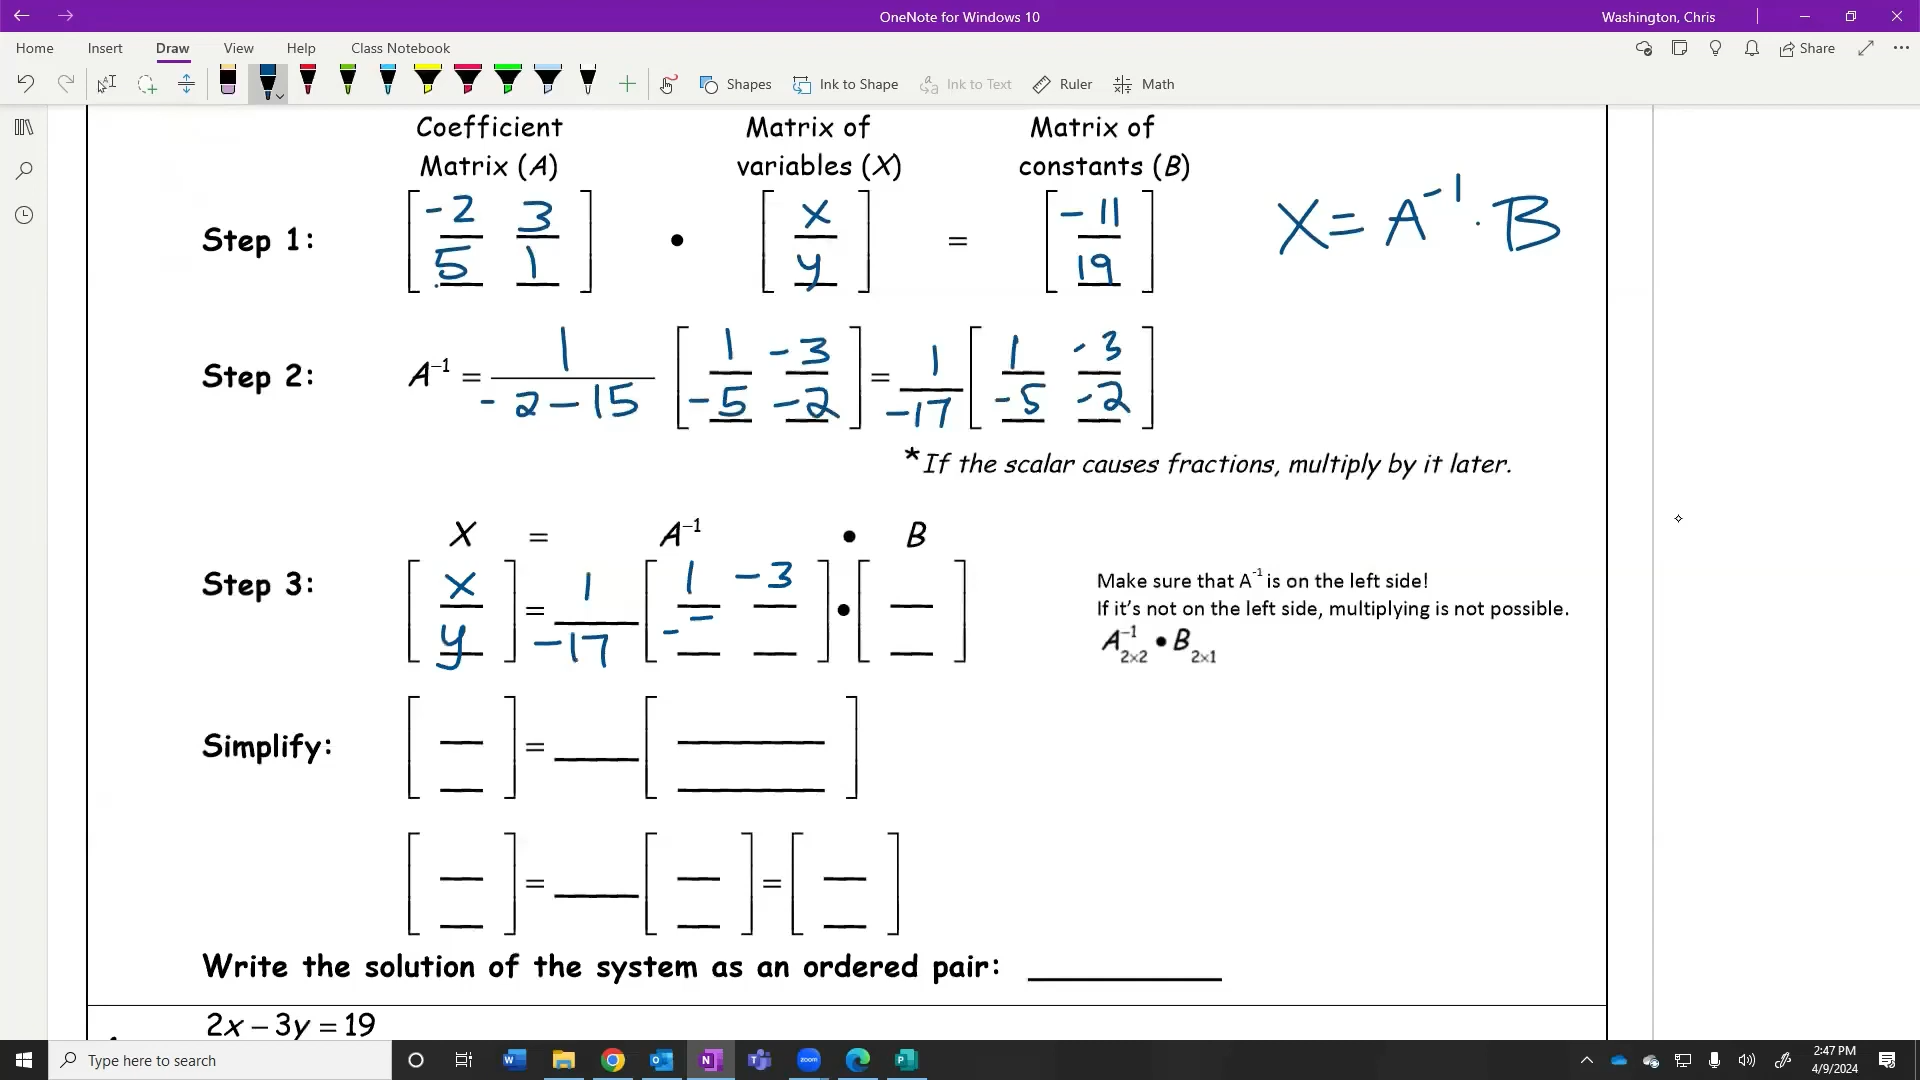 OneNote for Windows 10
Washington, Chris
Home Insert Draw View Help Class Notebook
Share
Shapes Ink to Shape Ink to Text Ruler Math
Coefficient Matrix of Matrix of
Matrix (A) variables (X) constants (B)
Step 1: [-2 3 5 1] • [x y] = [-11 19] X = A⁻¹ · B
Step 2: A⁻¹ = 1/(-2-15) [1 -3 -5 -2] = 1/-17 [1 -3 -5 -2]
*If the scalar causes fractions, multiply by it later.
X = A⁻¹ • B
Step 3: [x y] = 1/-17 [1 -3 - ] • [ ]
Make sure that A⁻¹ is on the left side!
If it's not on the left side, multiplying is not possible.
A⁻¹ 2×2 • B 2×1
Simplify: [ ] = [ ]
[ ] = [ ] = [ ]
Write the solution of the system as an ordered pair:
2x – 3y = 19
Type here to search
2:47 PM
4/9/2024